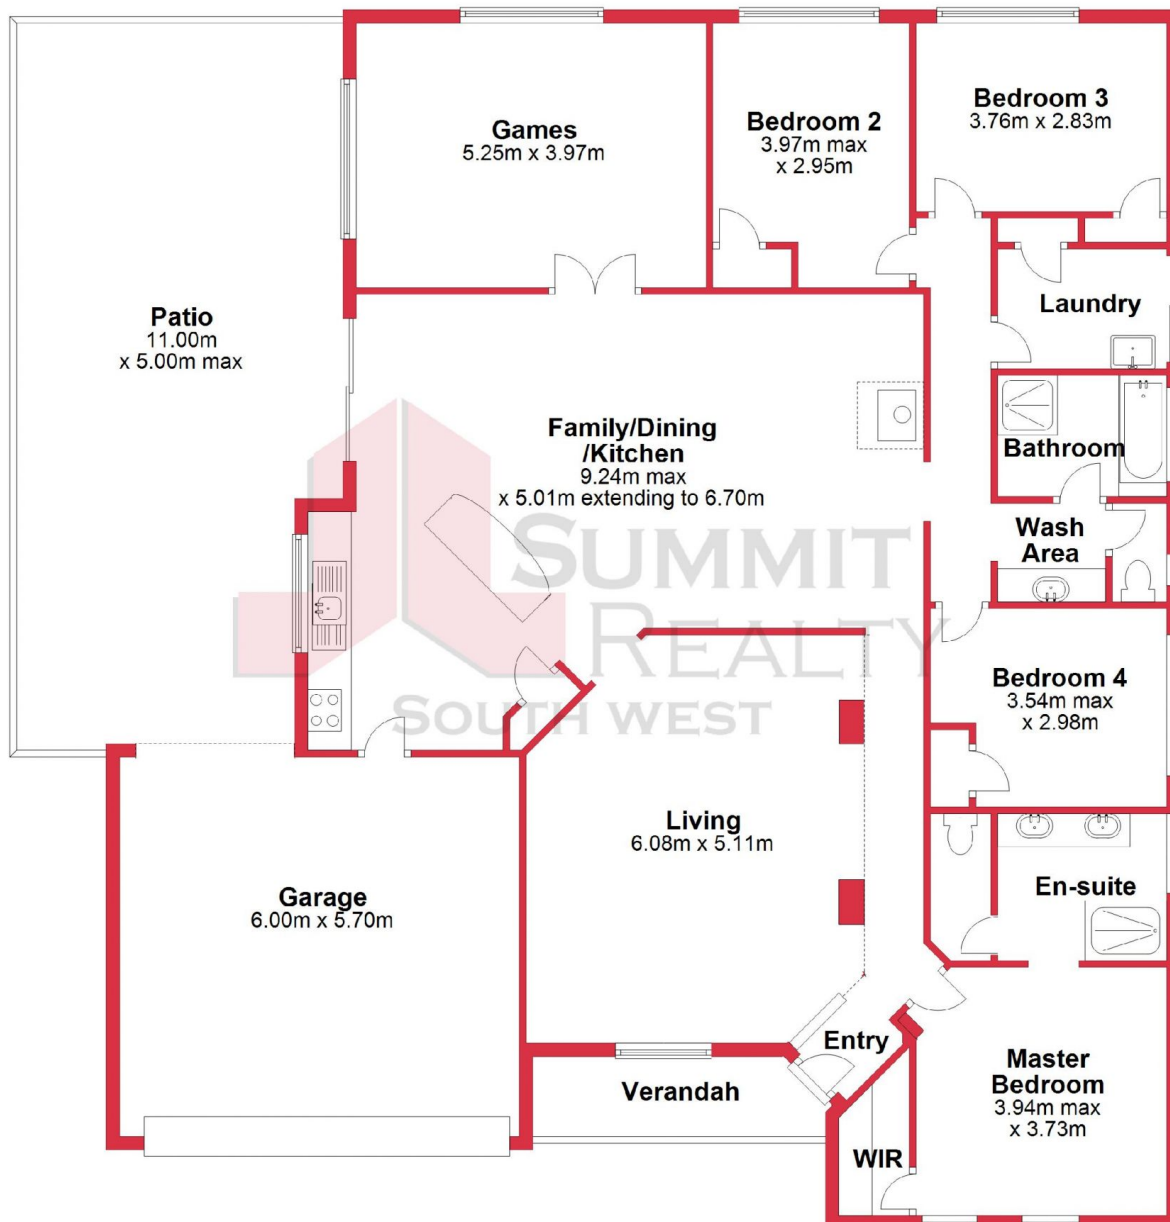 Games
5.25m x 3.97m
Bedroom 2
3.97m max
x 2.95m
Bedroom 3
3.76m x 2.83m
Patio
11.00m
x 5.00m max
Laundry
Family/Dining
/Kitchen
9.24m max
x 5.01m extending to 6.70m
Bathroom
Wash
Area
SUMMIT
REALTY
SOUTH WEST
Bedroom 4
3.54m max
x 2.98m
Living
6.08m x 5.11m
Garage
6.00m x 5.70m
En-suite
Entry
Verandah
Master
Bedroom
3.94m max
x 3.73m
WIR